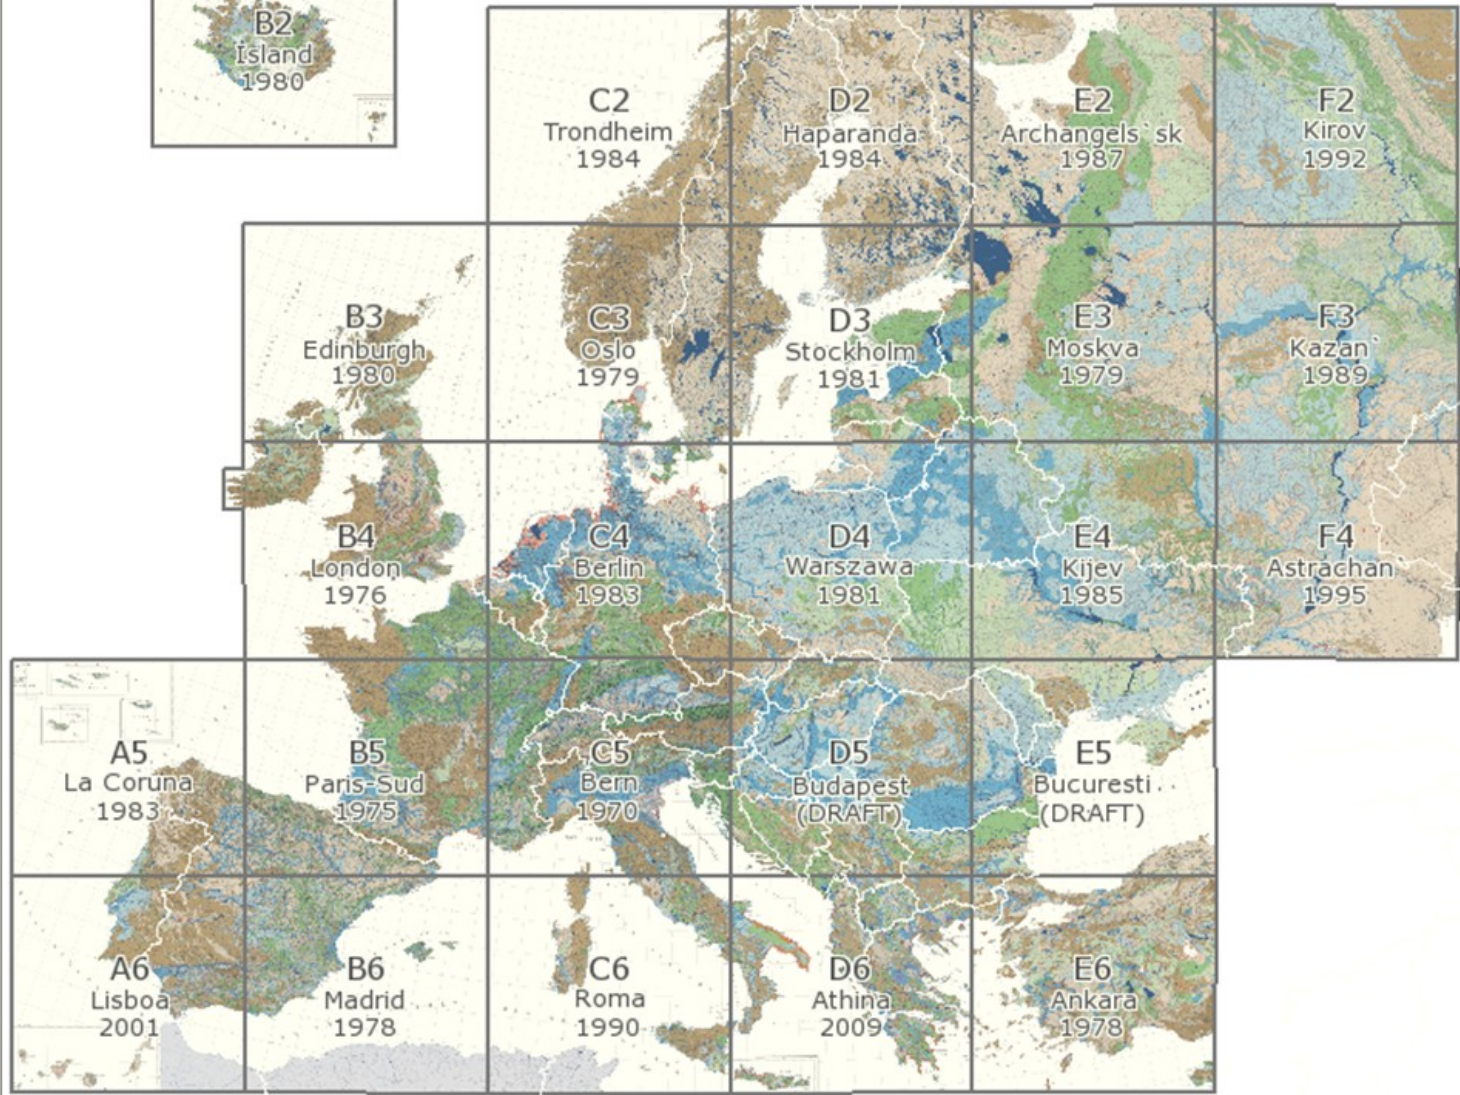 B2
Island
1980
C2
Trondheim
1984
D2
Haparanda
1984
E2
Archangels`sk
1987
F2
Kirov
1992
B3
Edinburgh
1980
C3
Oslo
1979
D3
Stockholm
1981
E3
Moskva
1979
F3
Kazan`
1989
B4
London
1976
C4
Berlin
1983
D4
Warszawa
1981
E4
Kijev
1985
F4
Astrachan
1995
A5
La Coruna
1983
B5
Paris-Sud
1975
C5
Bern
1970
D5
Budapest
(DRAFT)
E5
Bucuresti
(DRAFT)
A6
Lisboa
2001
B6
Madrid
1978
C6
Roma
1990
D6
Athina
2009
E6
Ankara
1978